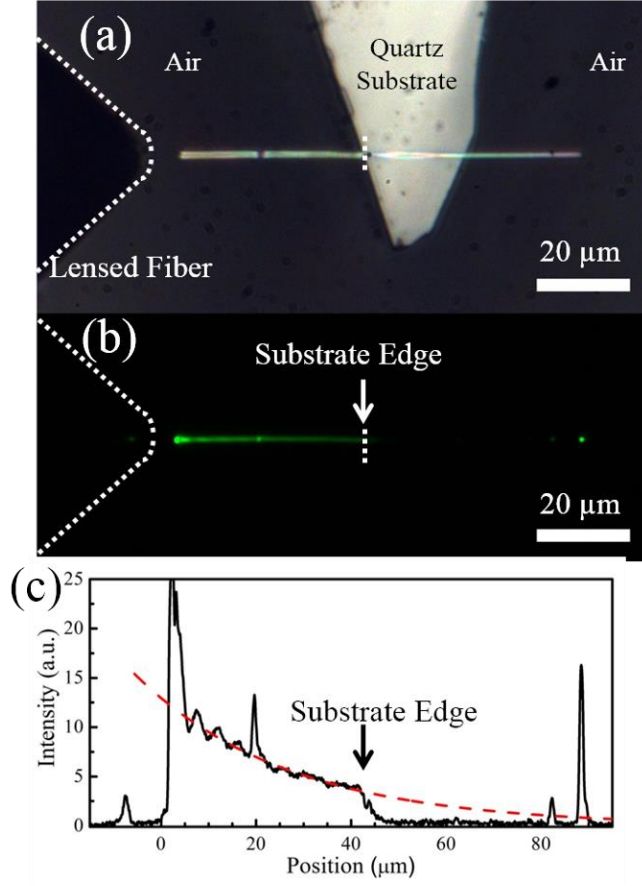 (a)
Air
Quartz
Substrate
Air
Lensed Fiber
20 µm
(b)
Substrate Edge
20 µm
(c)
25
20
15
10
5
0
Intensity (a.u.)
Substrate Edge
0
20
40
60
80
Position (µm)